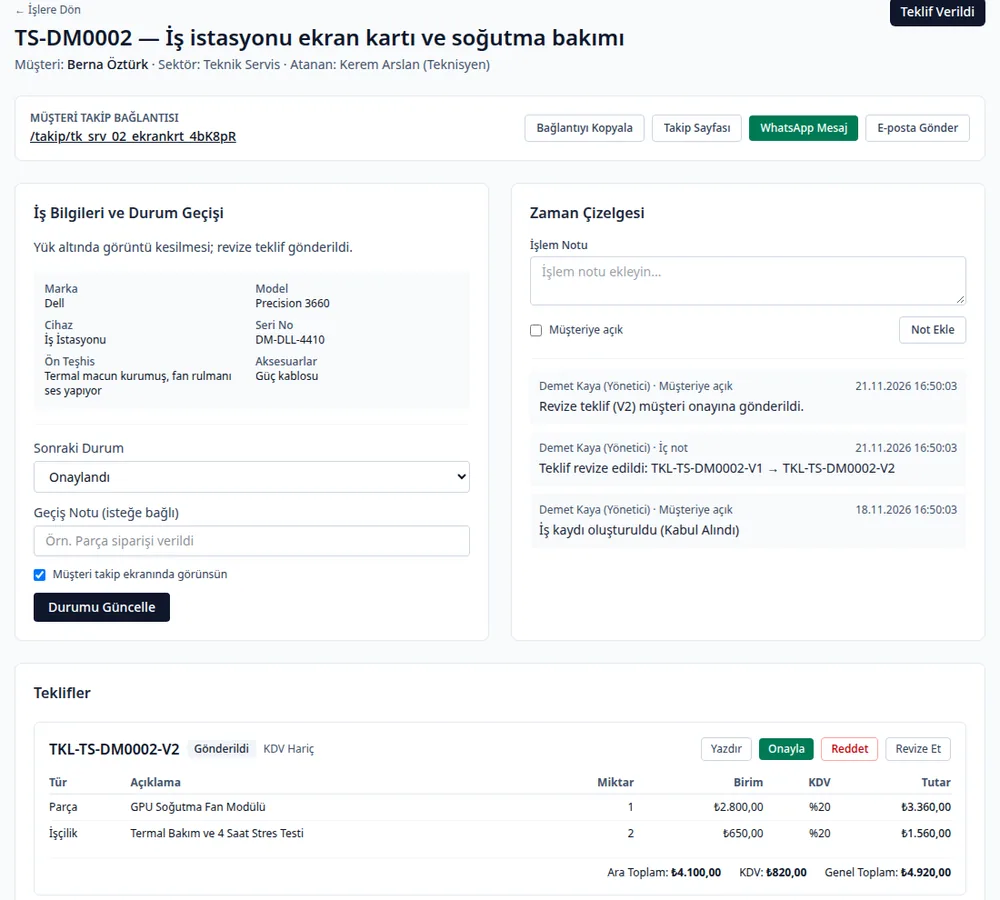 ← İşlere Dön
Teklif Verildi
TS-DM0002 — İş istasyonu ekran kartı ve soğutma bakımı
Müşteri: Berna Öztürk · Sektör: Teknik Servis · Atanan: Kerem Arslan (Teknisyen)
MÜŞTERİ TAKİP BAĞLANTISI
/takip/tk_srv_02_ekrankrt_4bK8pR
Bağlantıyı Kopyala
Takip Sayfası
WhatsApp Mesaj
E-posta Gönder
İş Bilgileri ve Durum Geçişi
Yük altında görüntü kesilmesi; revize teklif gönderildi.
Marka
Dell
Model
Precision 3660
Cihaz
İş İstasyonu
Seri No
DM-DLL-4410
Ön Teşhis
Termal macun kurumuş, fan rulmanı
ses yapıyor
Aksesuarlar
Güç kablosu
Sonraki Durum
Onaylandı
Geçiş Notu (isteğe bağlı)
Örn. Parça siparişi verildi
Müşteri takip ekranında görünsün
Durumu Güncelle
Zaman Çizelgesi
İşlem Notu
İşlem notu ekleyin...
Müşteriye açık
Not Ekle
Demet Kaya (Yönetici) · Müşteriye açık 21.11.2026 16:50:03
Revize teklif (V2) müşteri onayına gönderildi.
Demet Kaya (Yönetici) · İç not 21.11.2026 16:50:03
Teklif revize edildi: TKL-TS-DM0002-V1 → TKL-TS-DM0002-V2
Demet Kaya (Yönetici) · Müşteriye açık 18.11.2026 16:50:03
İş kaydı oluşturuldu (Kabul Alındı)
Teklifler
TKL-TS-DM0002-V2 Gönderildi KDV Hariç
Yazdır Onayla Reddet Revize Et
Tür Açıklama Miktar Birim KDV Tutar
Parça GPU Soğutma Fan Modülü 1 ₺2.800,00 %20 ₺3.360,00
İşçilik Termal Bakım ve 4 Saat Stres Testi 2 ₺650,00 %20 ₺1.560,00
Ara Toplam: ₺4.100,00 KDV: ₺820,00 Genel Toplam: ₺4.920,00